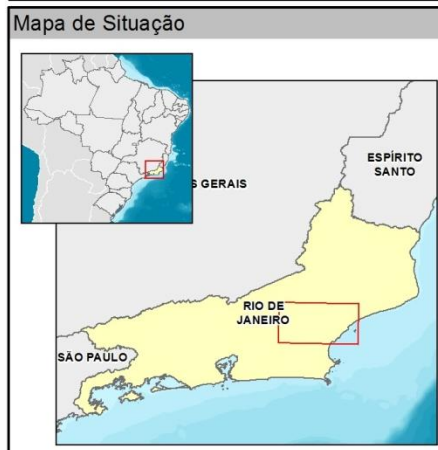 Mapa de Situação
ESPÍRITO
SANTO
S GERAIS
RIO DE
JANEIRO
SÃO PAULO